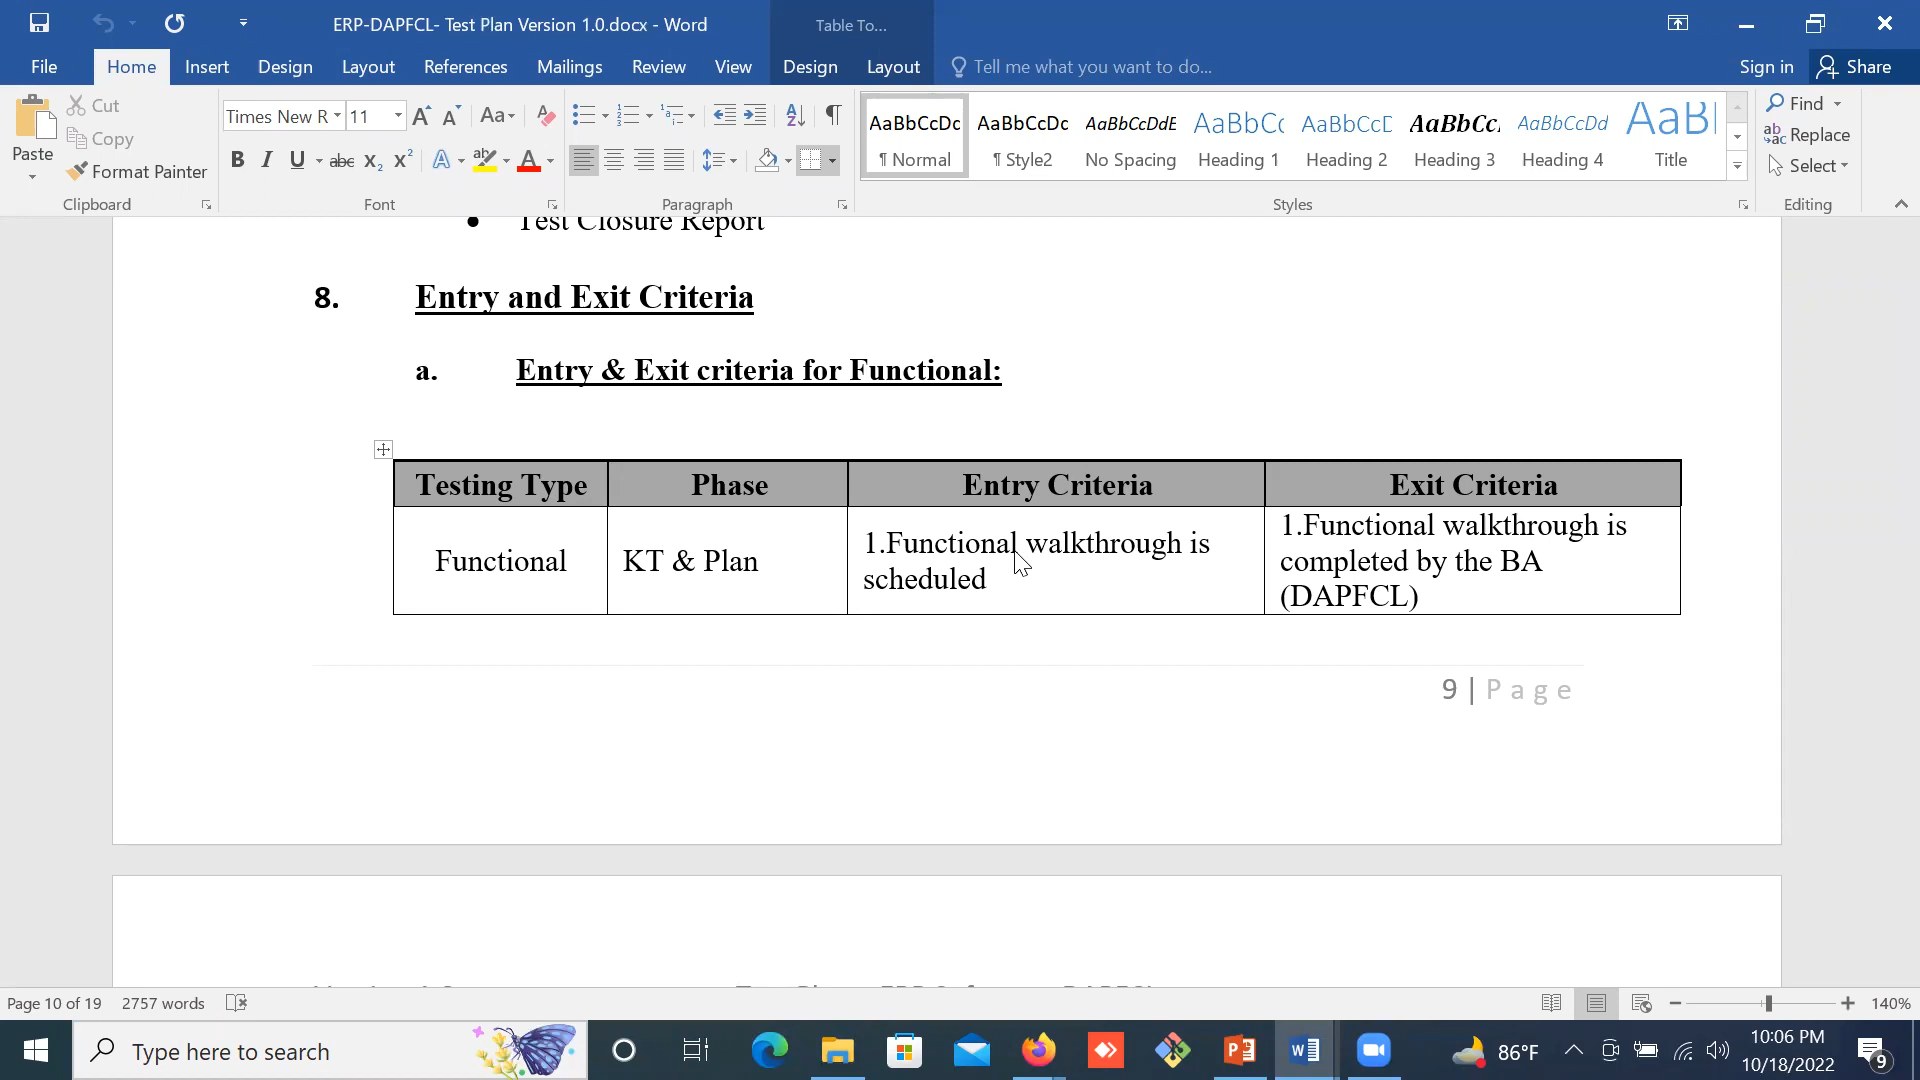 ERP-DAPFCL- Test Plan Version 1.0.docx - Word
Table To...
File Home Insert Design Layout References Mailings Review View Design Layout Tell me what you want to do... Sign in Share
Paste
Cut
Copy
Format Painter
Clipboard
Times New R 11
Font
Paragraph
AaBbCcDc AaBbCcDc AaBbCcDdE AaBbCc AaBbCcD AaBbCc AaBbCcDd AaB
¶ Normal ¶ Style2 No Spacing Heading 1 Heading 2 Heading 3 Heading 4 Title
Styles
Find
Replace
Select
Editing
• Test Closure Report
8. Entry and Exit Criteria
a. Entry & Exit criteria for Functional:
Testing Type Phase Entry Criteria Exit Criteria
Functional
KT & Plan
1.Functional walkthrough is
scheduled
1.Functional walkthrough is
completed by the BA
(DAPFCL)
9 | Page
Page 10 of 19 2757 words 140%
Type here to search
86°F
10:06 PM
10/18/2022
9